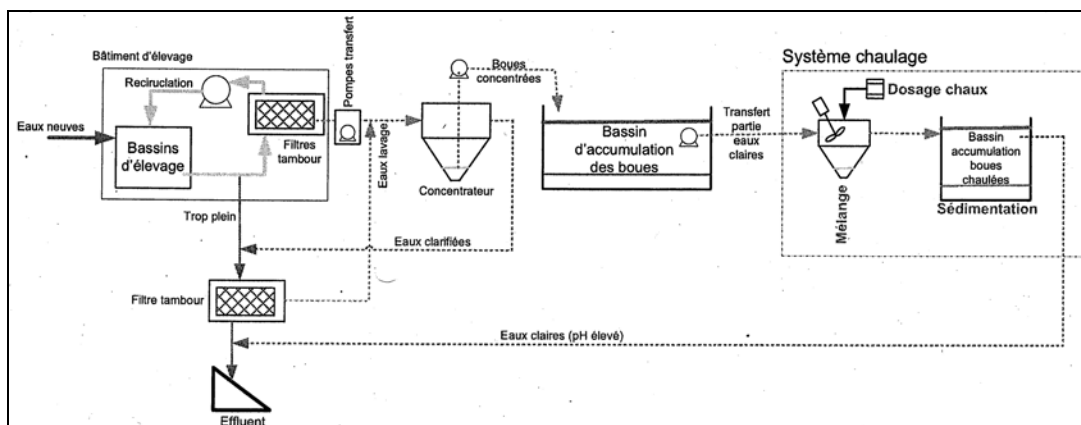 Bâtiment d'élevage
Reciruclation
Eaux neuves
Bassins
d'élevage
Filtres
tambour
Pompes transfert
Eaux lavage
Boues
concentrées
Concentrateur
Bassin
d'accumulation
des boues
Transfert
partie
eaux
claires
Système chaulage
Dosage chaux
Mélange
Bassin
accumulation
boues
chaulées
Sédimentation
Trop plein
Eaux clarifiées
Filtre tambour
Eaux claires (pH élevé)
Effluent